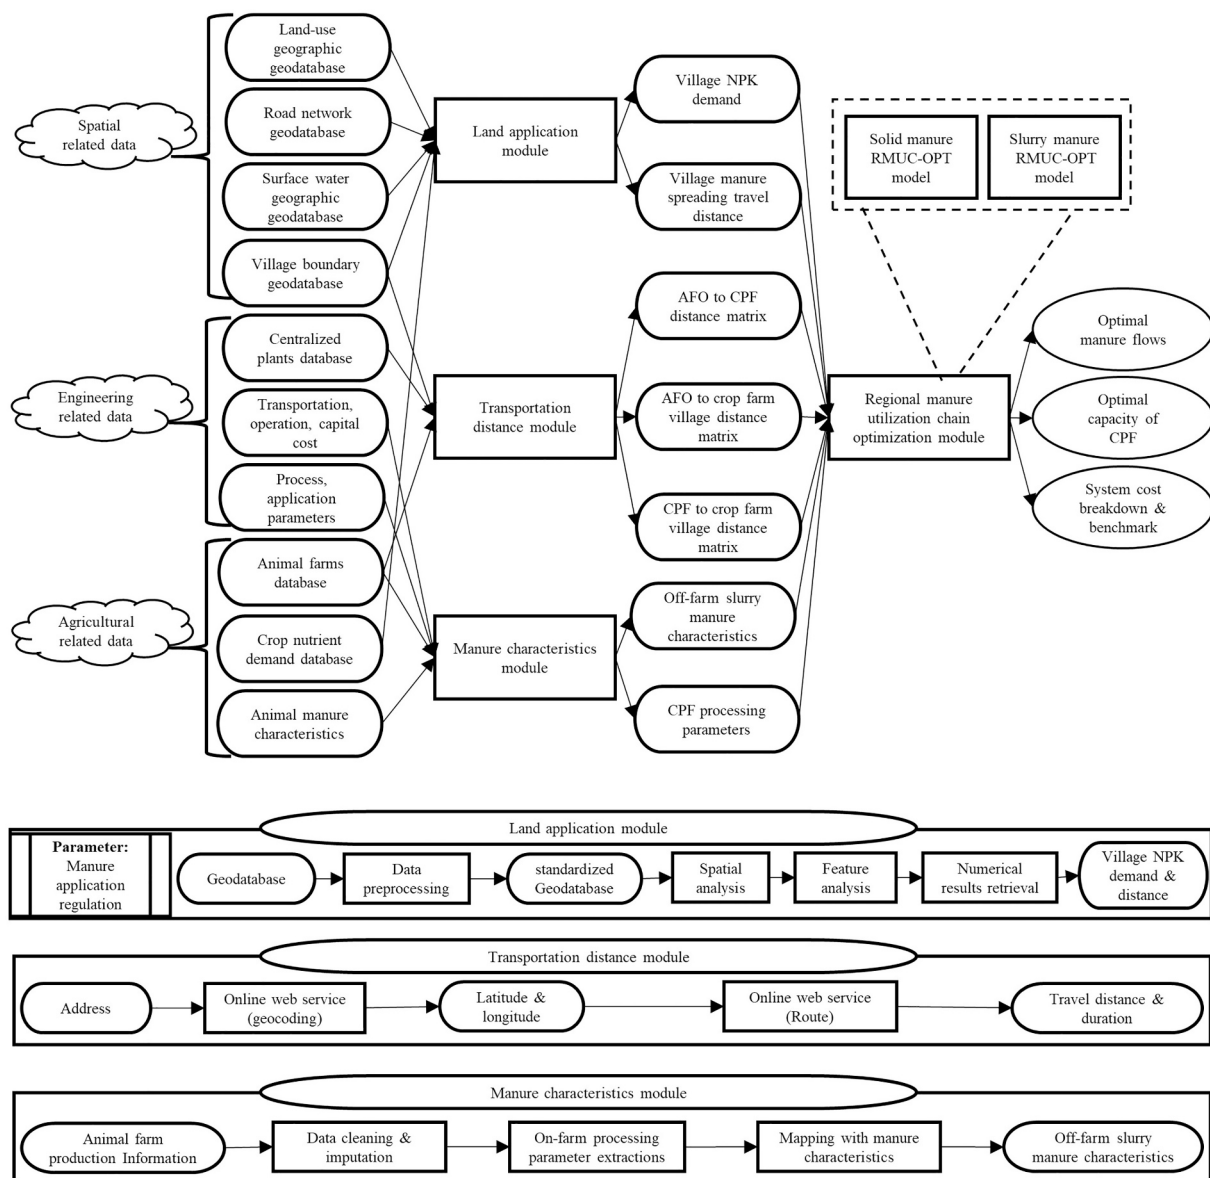 Spatial
related data
Engineering
related data
Agricultural
related data
Land-use
geographic
geodatabase
Road network
geodatabase
Surface water
geographic
geodatabase
Village boundary
geodatabase
Centralized
plants database
Transportation,
operation, capital
cost
Process,
application
parameters
Animal farms
database
Crop nutrient
demand database
Animal manure
characteristics
Land application
module
Transportation
distance module
Manure characteristics
module
Village NPK
demand
Village manure
spreading travel
distance
AFO to CPF
distance matrix
AFO to crop farm
village distance
matrix
CPF to crop farm
village distance
matrix
Off-farm slurry
manure
characteristics
CPF processing
parameters
Solid manure
RMUC-OPT
model
Slurry manure
RMUC-OPT
model
Regional manure
utilization chain
optimization module
Optimal
manure flows
Optimal
capacity of
CPF
System cost
breakdown &
benchmark
Land application module
Parameter:
Manure
application
regulation
Geodatabase
Data
preprocessing
standardized
Geodatabase
Spatial
analysis
Feature
analysis
Numerical
results retrieval
Village NPK
demand &
distance
Transportation distance module
Address
Online web service
(geocoding)
Latitude &
longitude
Online web service
(Route)
Travel distance &
duration
Manure characteristics module
Animal farm
production Information
Data cleaning &
imputation
On-farm processing
parameter extractions
Mapping with manure
characteristics
Off-farm slurry
manure characteristics